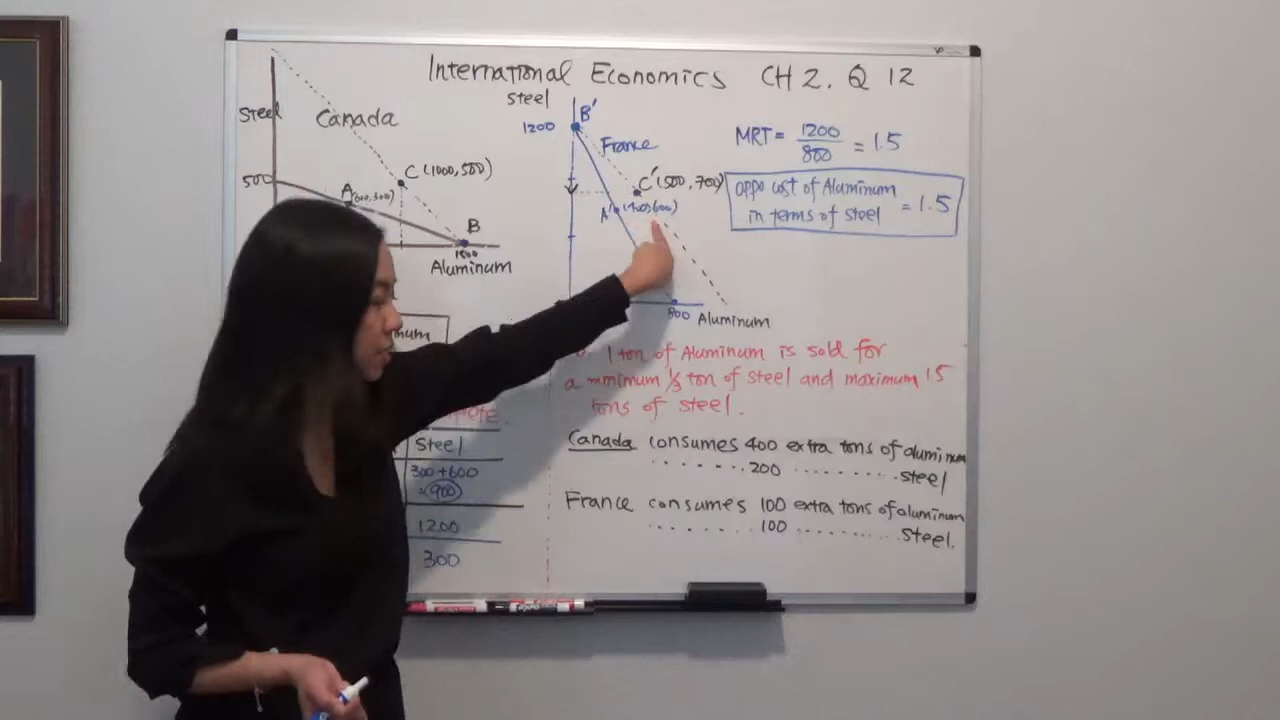 International Economics CH 2. Q 12
Steel
Canada
500
C (1000,500)
A (600,300)
B
1500
Aluminum
Steel
1200
B'
France
C' (500, 700)
A' (400,600)
800
Aluminum
MRT = 1200/800 = 1.5
oppo cost of Aluminum
in terms of steel = 1.5
1 ton of Aluminum is sold for
a minimum 1/3 ton of steel and maximum 1.5
tons of steel.
Steel
300+600
=900
1200
300
Canada consumes 400 extra tons of aluminum
. . . . . . 200 . . . . . . . . . steel
France consumes 100 extra tons of aluminum
. . . . . . . 100 . . . . . . . . . steel.